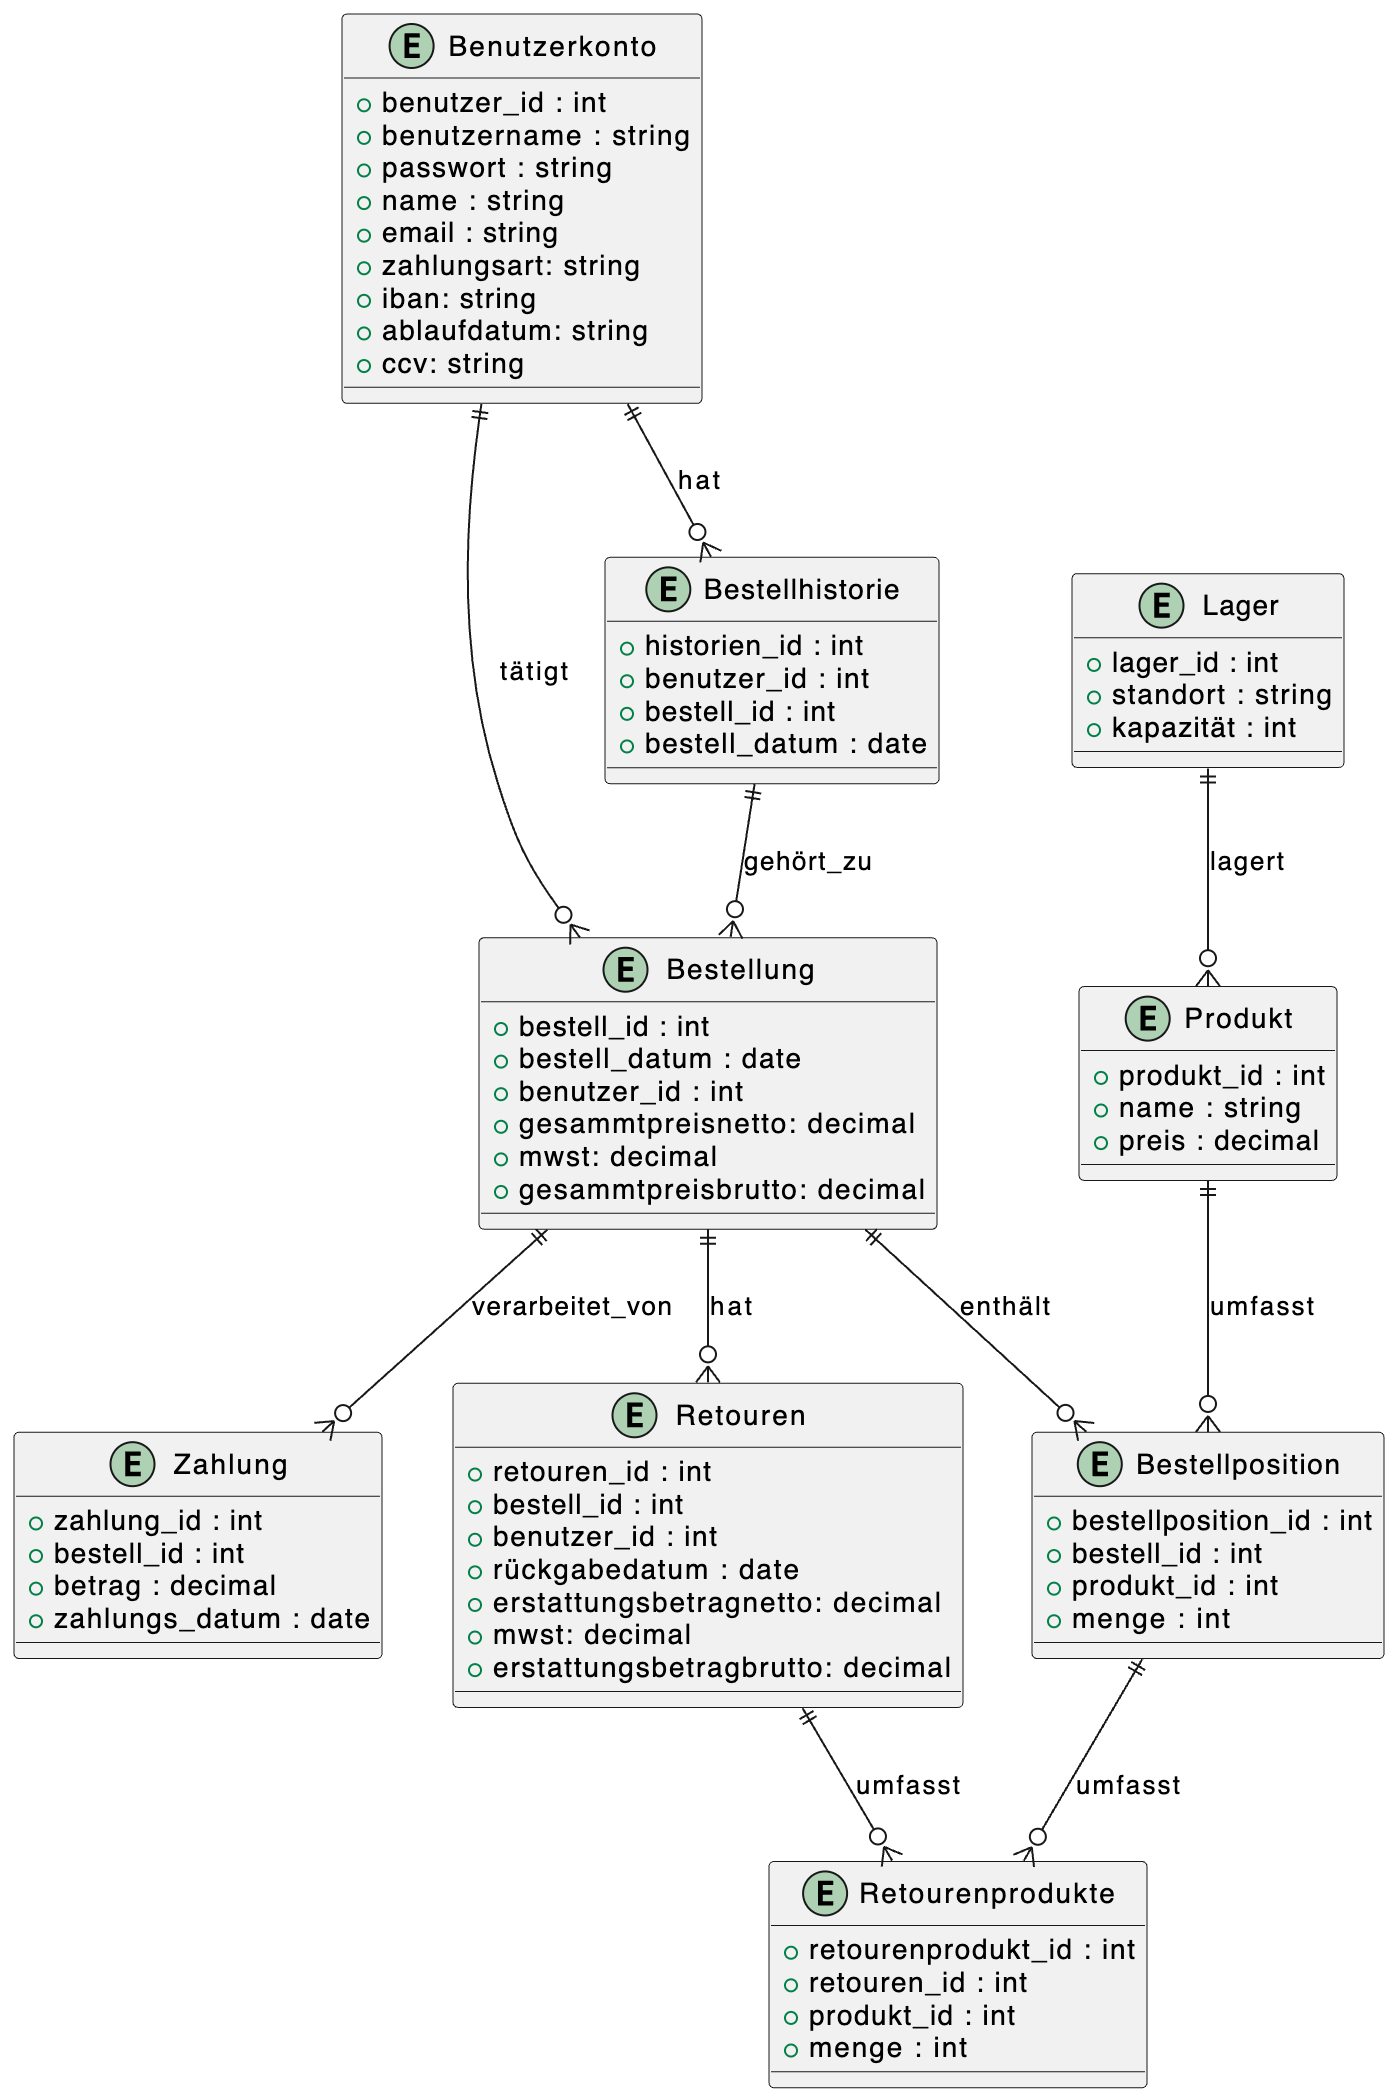 E Benutzerkonto
benutzer_id : int
benutzername : string
passwort : string
name : string
email : string
zahlungsart: string
iban: string
ablaufdatum: string
ccv: string
hat
tätigt
E Bestellhistorie
historien_id : int
benutzer_id : int
bestell_id : int
bestell_datum : date
E Lager
lager_id : int
standort : string
kapazität : int
gehört_zu
lagert
E Bestellung
bestell_id : int
bestell_datum : date
benutzer_id : int
gesammtpreisnetto: decimal
mwst: decimal
gesammtpreisbrutto: decimal
E Produkt
produkt_id : int
name : string
preis : decimal
verarbeitet_von
hat
enthält
umfasst
E Zahlung
zahlung_id : int
bestell_id : int
betrag : decimal
zahlungs_datum : date
E Retouren
retouren_id : int
bestell_id : int
benutzer_id : int
rückgabedatum : date
erstattungsbetragnetto: decimal
mwst: decimal
erstattungsbetragbrutto: decimal
E Bestellposition
bestellposition_id : int
bestell_id : int
produkt_id : int
menge : int
umfasst
umfasst
E Retourenprodukte
retourenprodukt_id : int
retouren_id : int
produkt_id : int
menge : int